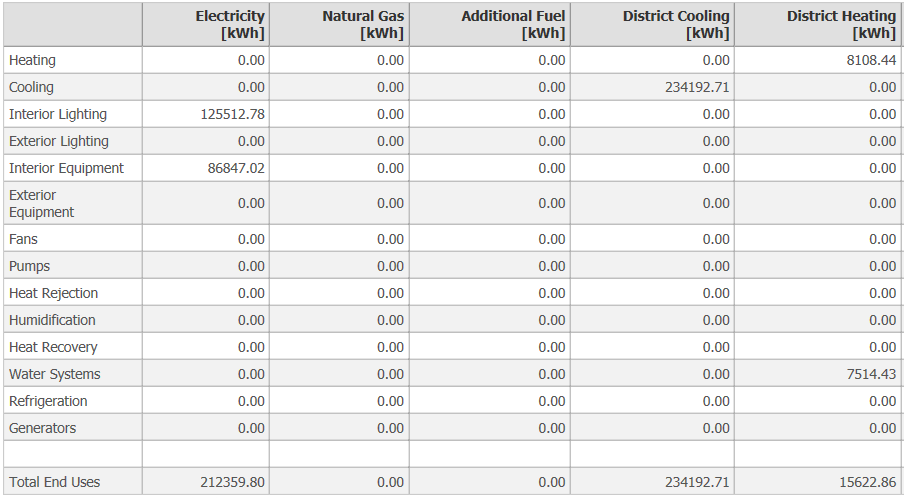 Electricity [kWh] Natural Gas [kWh] Additional Fuel [kWh] District Cooling [kWh] District Heating [kWh]
Heating 0.00 0.00 0.00 0.00 8108.44
Cooling 0.00 0.00 0.00 234192.71 0.00
Interior Lighting 125512.78 0.00 0.00 0.00 0.00
Exterior Lighting 0.00 0.00 0.00 0.00 0.00
Interior Equipment 86847.02 0.00 0.00 0.00 0.00
Exterior Equipment 0.00 0.00 0.00 0.00 0.00
Fans 0.00 0.00 0.00 0.00 0.00
Pumps 0.00 0.00 0.00 0.00 0.00
Heat Rejection 0.00 0.00 0.00 0.00 0.00
Humidification 0.00 0.00 0.00 0.00 0.00
Heat Recovery 0.00 0.00 0.00 0.00 0.00
Water Systems 0.00 0.00 0.00 0.00 7514.43
Refrigeration 0.00 0.00 0.00 0.00 0.00
Generators 0.00 0.00 0.00 0.00 0.00
Total End Uses 212359.80 0.00 0.00 234192.71 15622.86